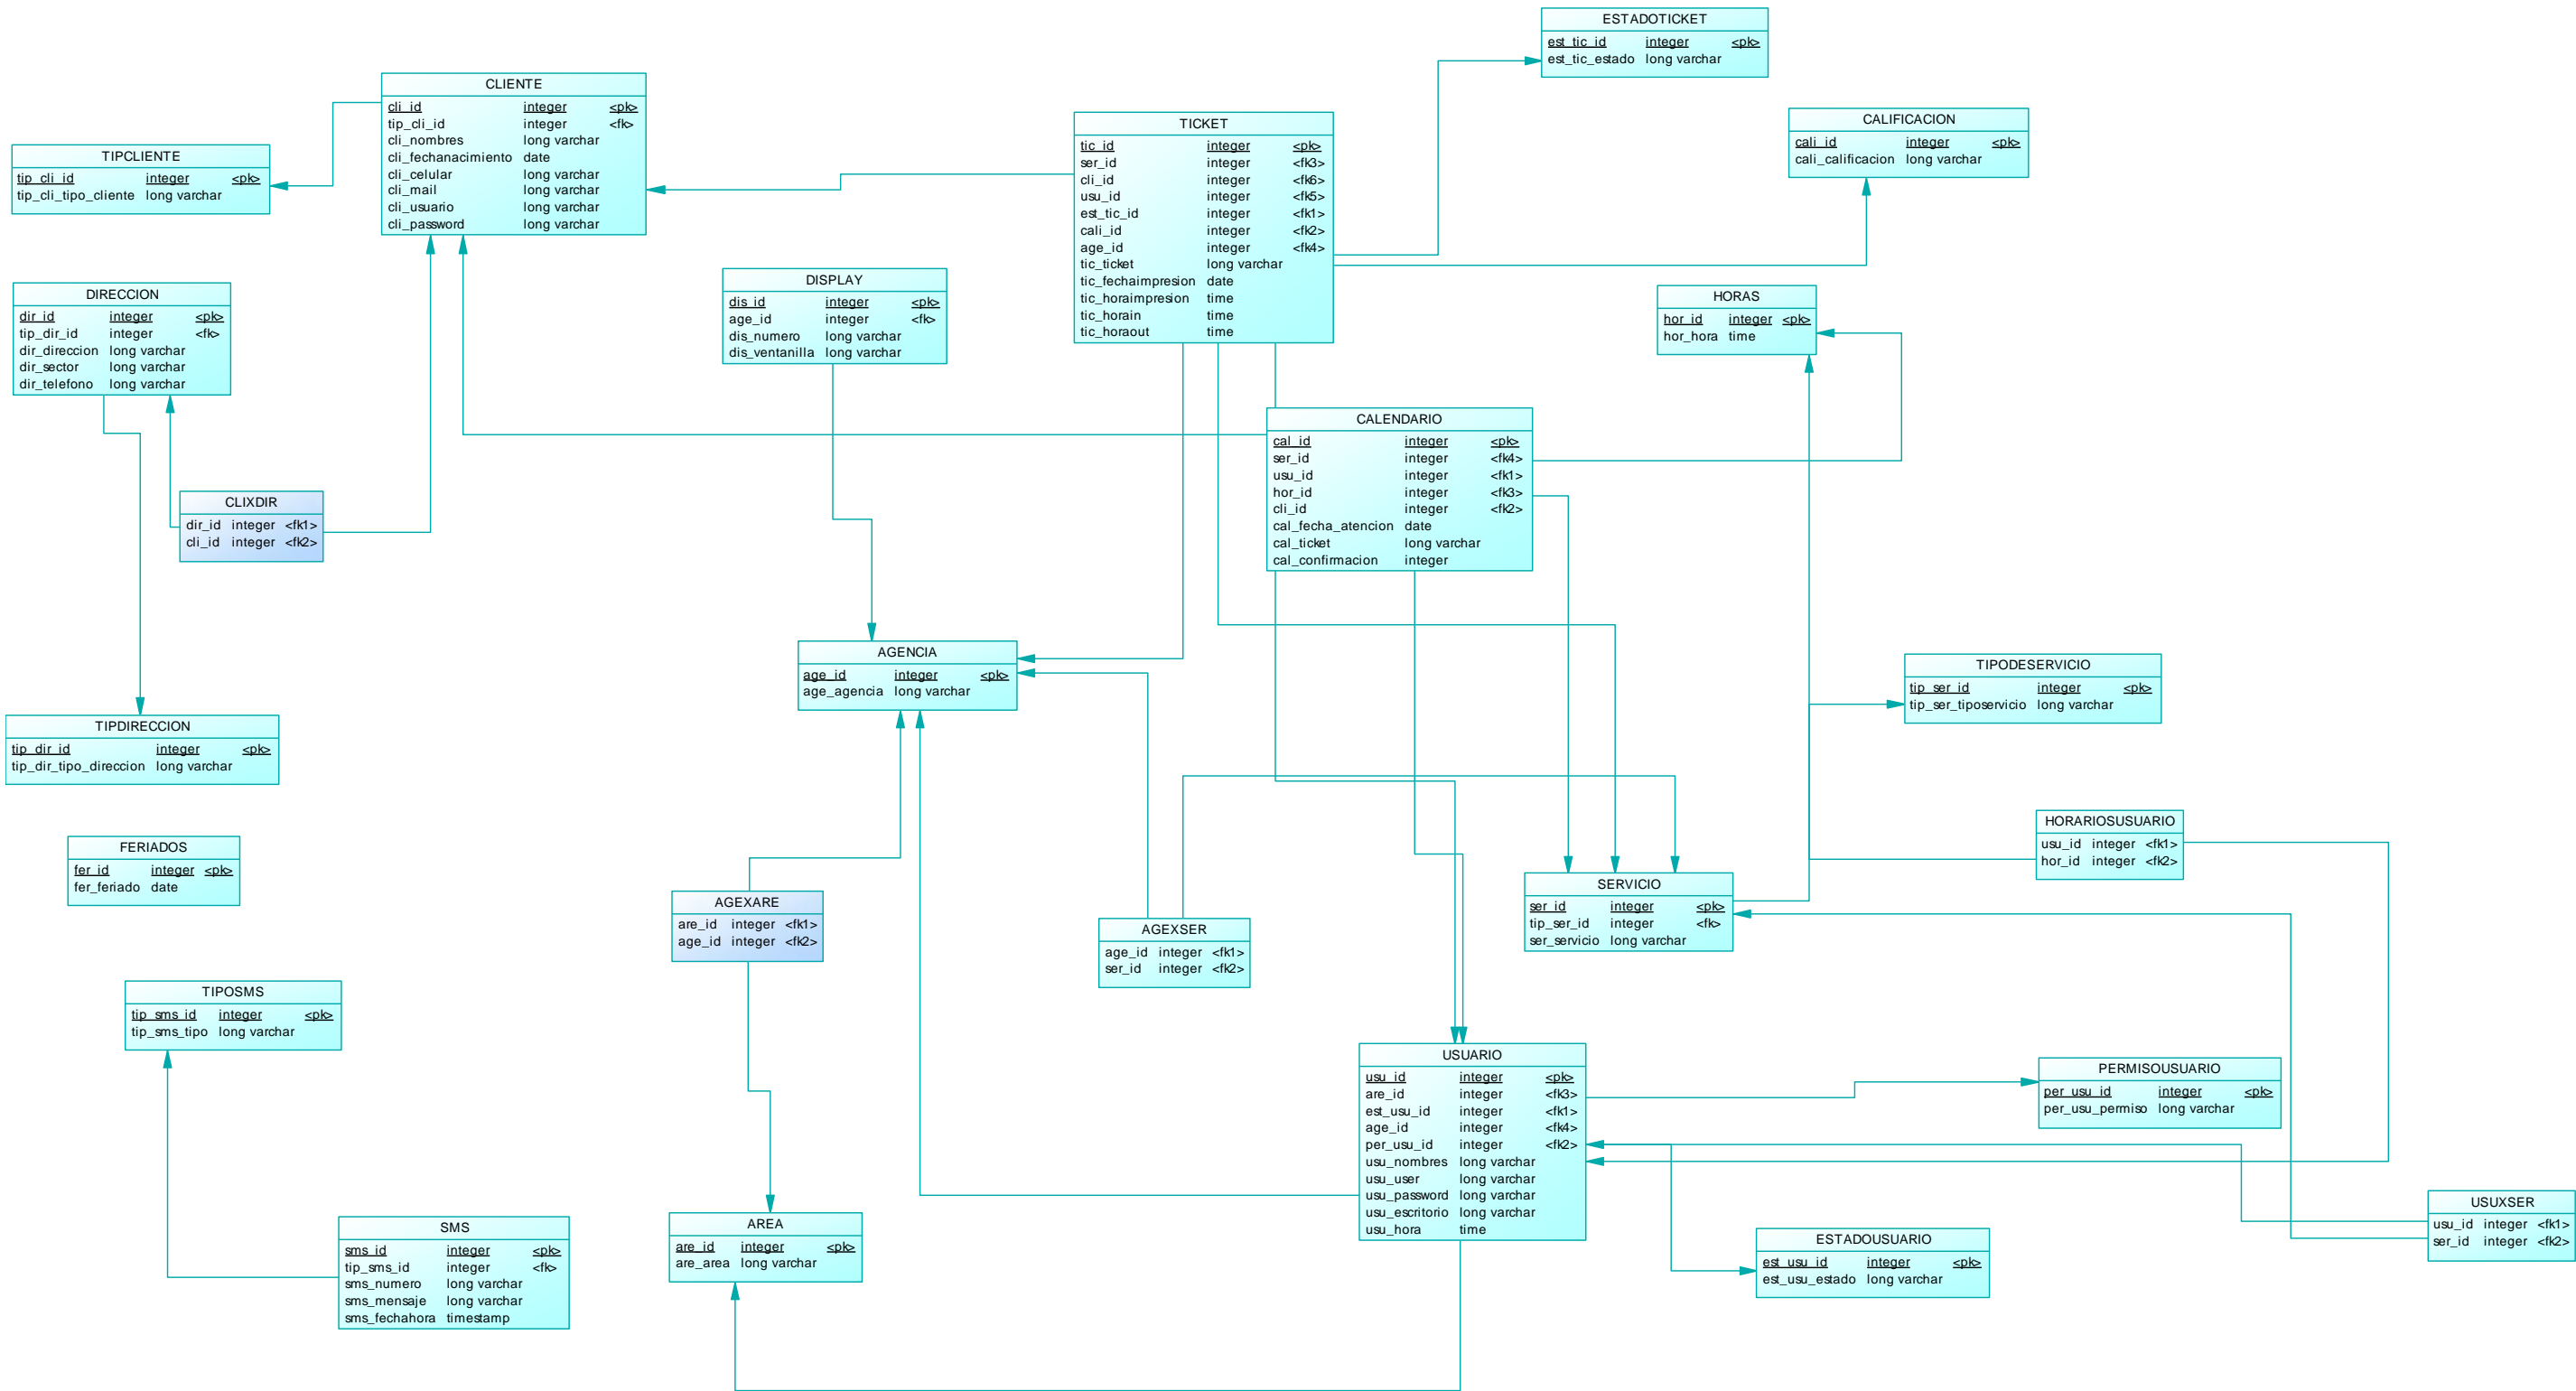 ESTADOTICKET
est_tic_id integer <pk>
est_tic_estado long varchar
CLIENTE
cli_id integer <pk>
tip_cli_id integer <fk>
cli_nombres long varchar
cli_fechanacimiento date
cli_celular long varchar
cli_mail long varchar
cli_usuario long varchar
cli_password long varchar
TICKET
tic_id integer <pk>
ser_id integer <fk3>
cli_id integer <fk6>
usu_id integer <fk5>
est_tic_id integer <fk1>
cali_id integer <fk2>
age_id integer <fk4>
tic_ticket long varchar
tic_fechaimpresion date
tic_horaimpresion time
tic_horain time
tic_horaout time
CALIFICACION
cali_id integer <pk>
cali_calificacion long varchar
TIPCLIENTE
tip_cli_id integer <pk>
tip_cli_tipo_cliente long varchar
DIRECCION
dir_id integer <pk>
tip_dir_id integer <fk>
dir_direccion long varchar
dir_sector long varchar
dir_telefono long varchar
DISPLAY
dis_id integer <pk>
age_id integer <fk>
dis_numero long varchar
dis_ventanilla long varchar
HORAS
hor_id integer <pk>
hor_hora time
CALENDARIO
cal_id integer <pk>
ser_id integer <fk4>
usu_id integer <fk1>
hor_id integer <fk3>
cli_id integer <fk2>
cal_fecha_atencion date
cal_ticket long varchar
cal_confirmacion integer
CLIXDIR
dir_id integer <fk1>
cli_id integer <fk2>
AGENCIA
age_id integer <pk>
age_agencia long varchar
TIPODESERVICIO
tip_ser_id integer <pk>
tip_ser_tiposervicio long varchar
TIPDIRECCION
tip_dir_id integer <pk>
tip_dir_tipo_direccion long varchar
HORARIOSUSUARIO
usu_id integer <fk1>
hor_id integer <fk2>
FERIADOS
fer_id integer <pk>
fer_feriado date
SERVICIO
ser_id integer <pk>
tip_ser_id integer <fk>
ser_servicio long varchar
AGEXARE
are_id integer <fk1>
age_id integer <fk2>
AGEXSER
age_id integer <fk1>
ser_id integer <fk2>
TIPOSMS
tip_sms_id integer <pk>
tip_sms_tipo long varchar
USUARIO
usu_id integer <pk>
are_id integer <fk3>
est_usu_id integer <fk1>
age_id integer <fk4>
per_usu_id integer <fk2>
usu_nombres long varchar
usu_user long varchar
usu_password long varchar
usu_escritorio long varchar
usu_hora time
PERMISOUSUARIO
per_usu_id integer <pk>
per_usu_permiso long varchar
USUXSER
usu_id integer <fk1>
ser_id integer <fk2>
SMS
sms_id integer <pk>
tip_sms_id integer <fk>
sms_numero long varchar
sms_mensaje long varchar
sms_fechahora timestamp
AREA
are_id integer <pk>
are_area long varchar
ESTADOUSUARIO
est_usu_id integer <pk>
est_usu_estado long varchar